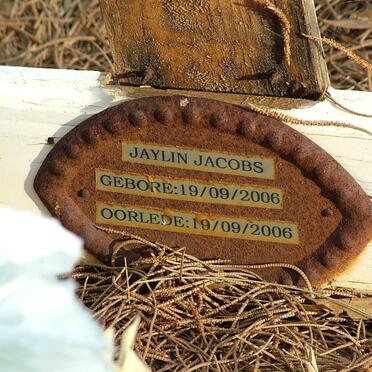 JAYLIN JACOBS
GEBORE:19/09/2006
OORLEDE:19/09/2006